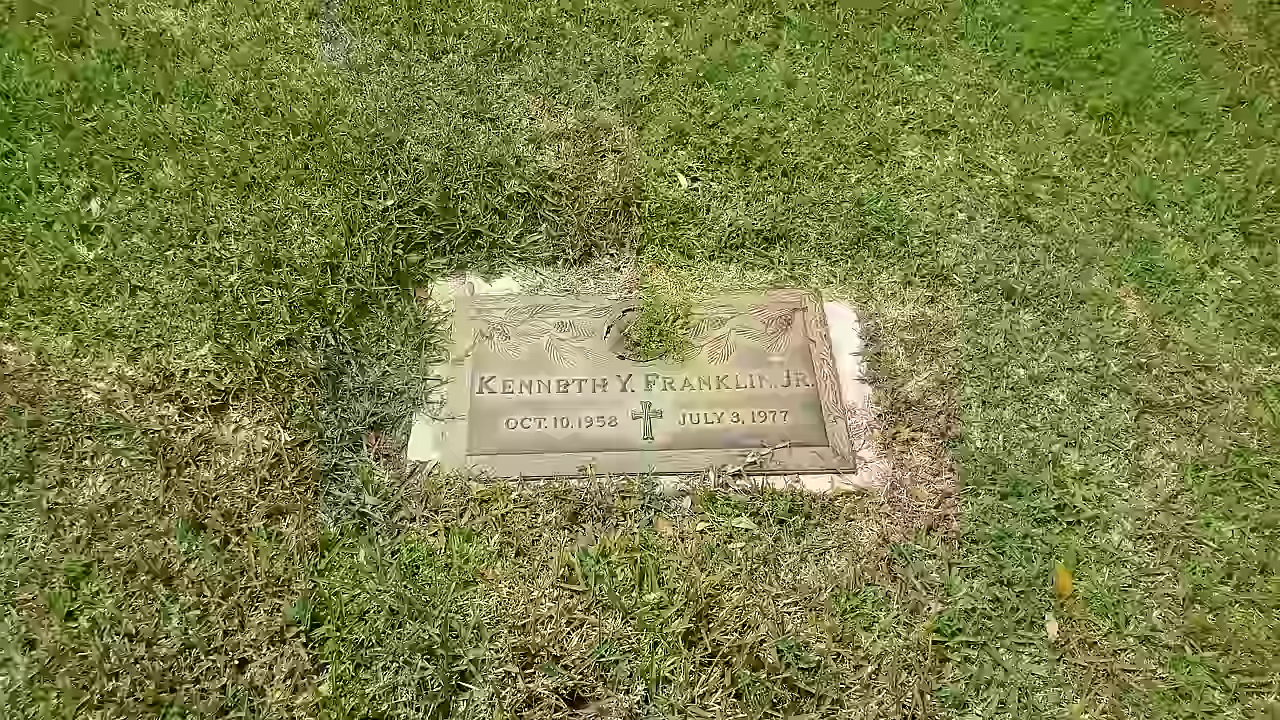 KENNETH Y. FRANKLIN, JR.
OCT. 10, 1958 JULY 3, 1977